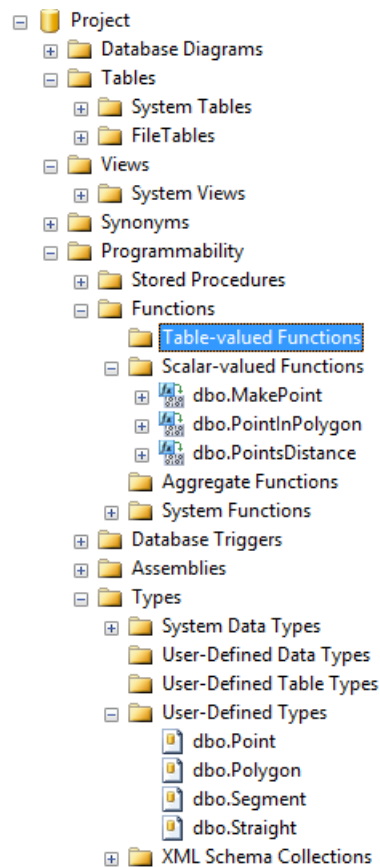 Project
Database Diagrams
Tables
System Tables
FileTables
Views
System Views
Synonyms
Programmability
Stored Procedures
Functions
Table-valued Functions
Scalar-valued Functions
dbo.MakePoint
dbo.PointInPolygon
dbo.PointsDistance
Aggregate Functions
System Functions
Database Triggers
Assemblies
Types
System Data Types
User-Defined Data Types
User-Defined Table Types
User-Defined Types
dbo.Point
dbo.Polygon
dbo.Segment
dbo.Straight
XML Schema Collections